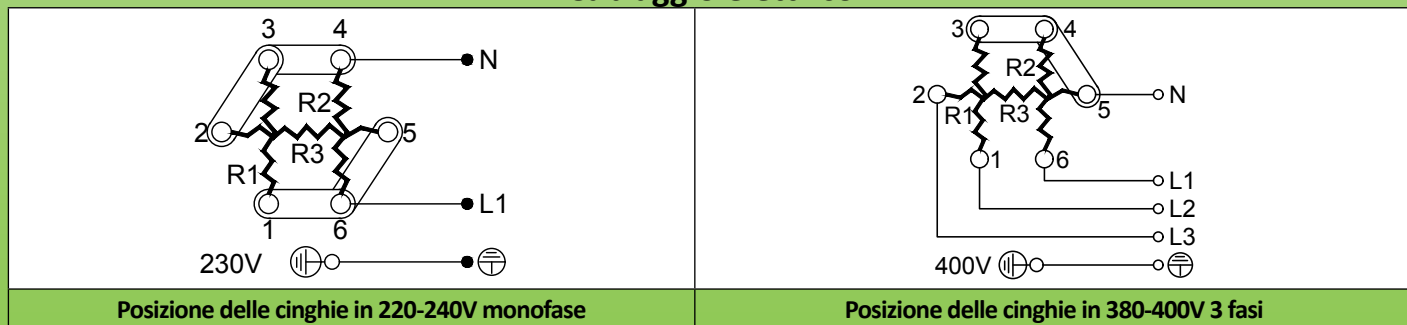 3 4
N
R2
2 5
R3
R1
L1
1 6
230V
3 4
R2
2 N
R1 R3 5
1 6
L1
L2
L3
400V
Posizione delle cinghie in 220-240V monofase
Posizione delle cinghie in 380-400V 3 fasi